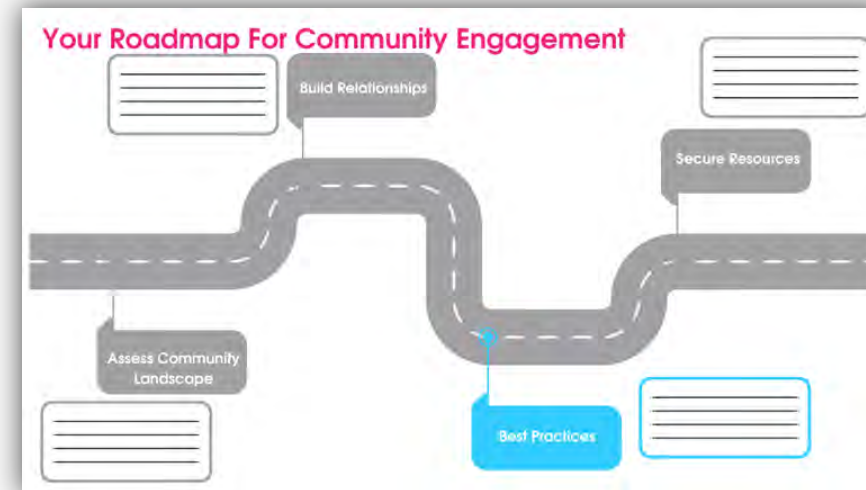 Your Roadmap For Community Engagement
Build Relationships
Secure Resources
Assess Community
Landscape
Best Practices